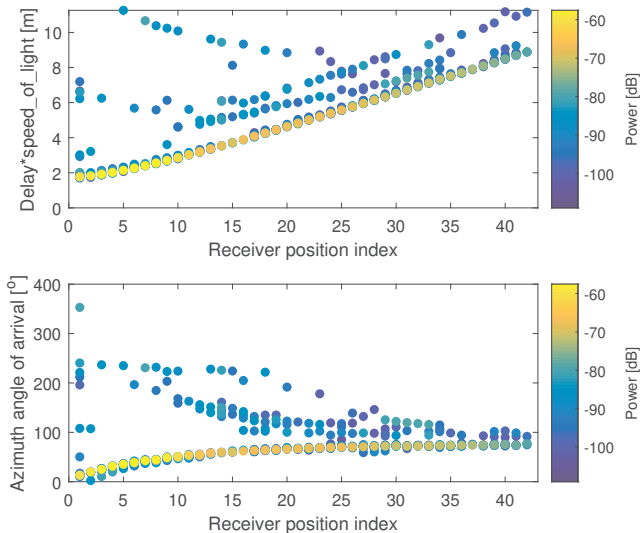 10
8
6
4
2
0
Delay*speed_of_light [m]
0 5 10 15 20 25 30 35 40
Receiver position index
-60
-70
-80
-90
-100
Power [dB]
400
300
200
100
0
Azimuth angle of arrival [°]
0 5 10 15 20 25 30 35 40
Receiver position index
-60
-70
-80
-90
-100
Power [dB]